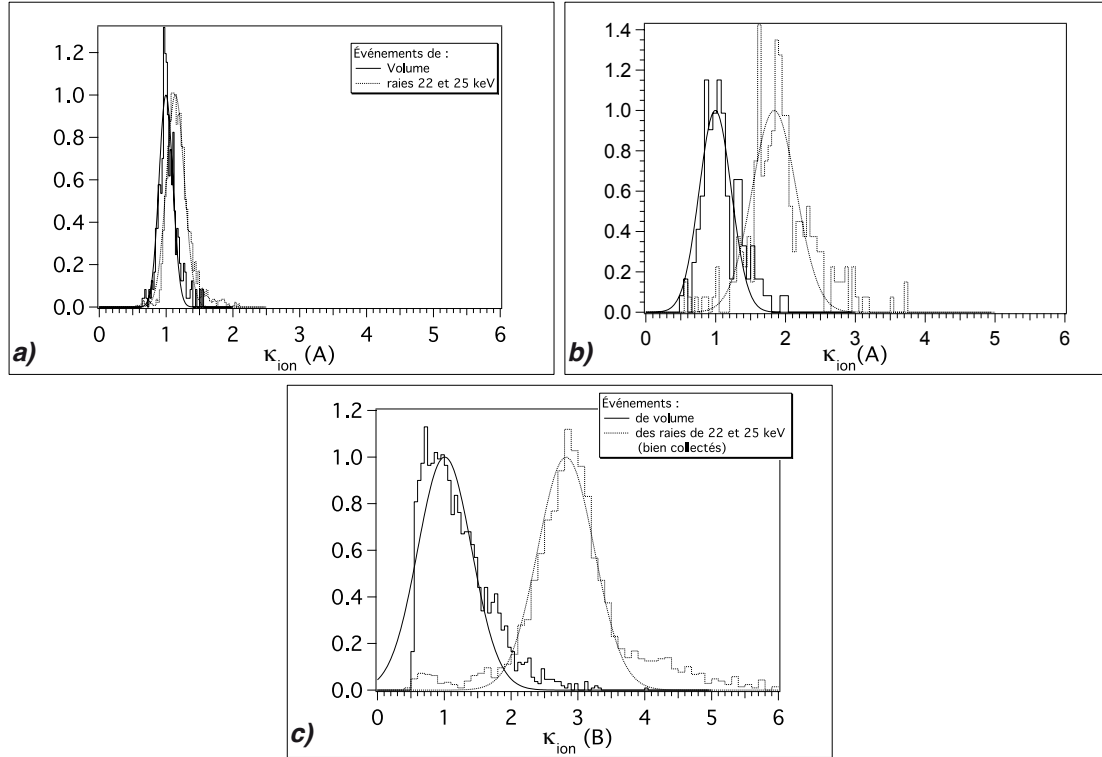 1.2
1.0
0.8
0.6
0.4
0.2
0.0
0 1 2 3 4 5 6
κion (A)
a)
Événements de :
Volume
raies 22 et 25 keV
1.4
1.2
1.0
0.8
0.6
0.4
0.2
0.0
0 1 2 3 4 5 6
κion (A)
b)
1.2
1.0
0.8
0.6
0.4
0.2
0.0
0 1 2 3 4 5 6
κion (B)
c)
Événements :
de volume
des raies de 22 et 25 keV
(bien collectés)